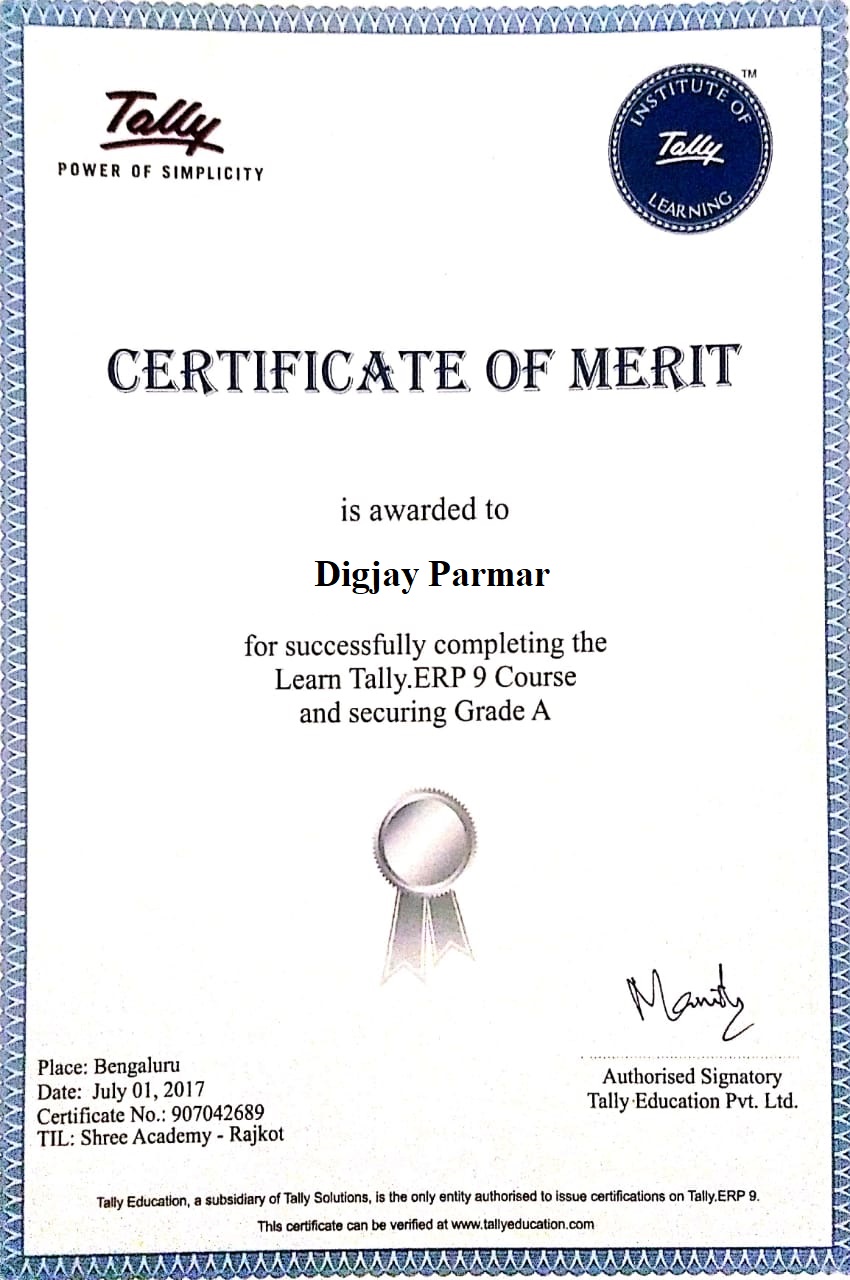 Tally
POWER OF SIMPLICITY
INSTITUTE OF
TM
Tally
LEARNING
CERTIFICATE OF MERIT
is awarded to
Digjay Parmar
for successfully completing the
Learn Tally.ERP 9 Course
and securing Grade A
Place: Bengaluru
Date: July 01, 2017
Certificate No.: 907042689
TIL: Shree Academy - Rajkot
Authorised Signatory
Tally Education Pvt. Ltd.
Tally Education, a subsidiary of Tally Solutions, is the only entity authorised to issue certifications on Tally.ERP 9.
This certificate can be verified at www.tallyeducation.com